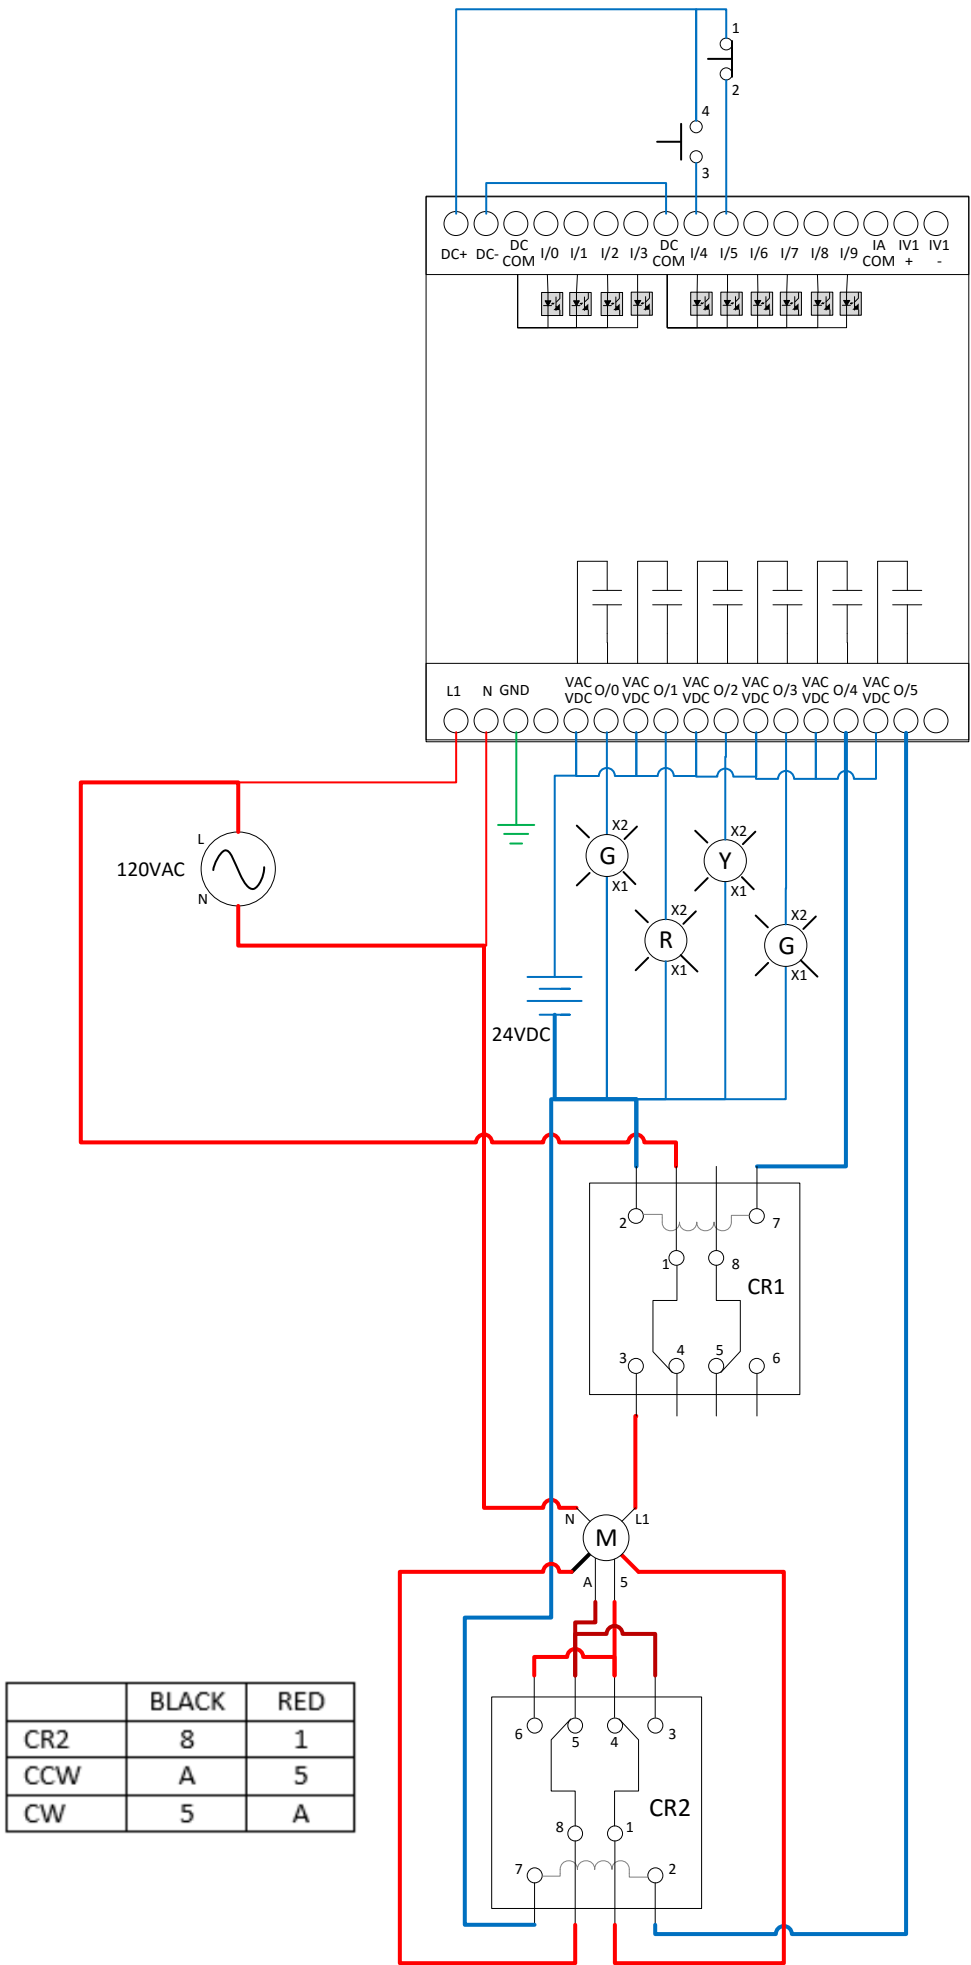 1
2
4
3
DC+ DC- DC COM I/0 I/1 I/2 I/3 DC COM I/4 I/5 I/6 I/7 I/8 I/9 IA COM IV1 + IV1 -
L1 N GND VAC VDC O/0 VAC VDC O/1 VAC VDC O/2 VAC VDC O/3 VAC VDC O/4 VAC VDC O/5
L
120VAC
N
X2
G
X1
X2
Y
X1
X2
R
X1
X2
G
X1
24VDC
2 7
1 8
CR1
3 4 5 6
N L1
M
A 5
6 5 4 3
CR2
8 1
7 2
BLACK RED
CR2 8 1
CCW A 5
CW 5 A